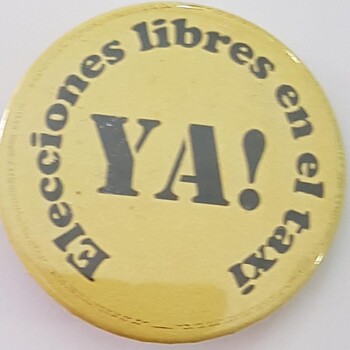 Elecciones libres en el taxi
YA!